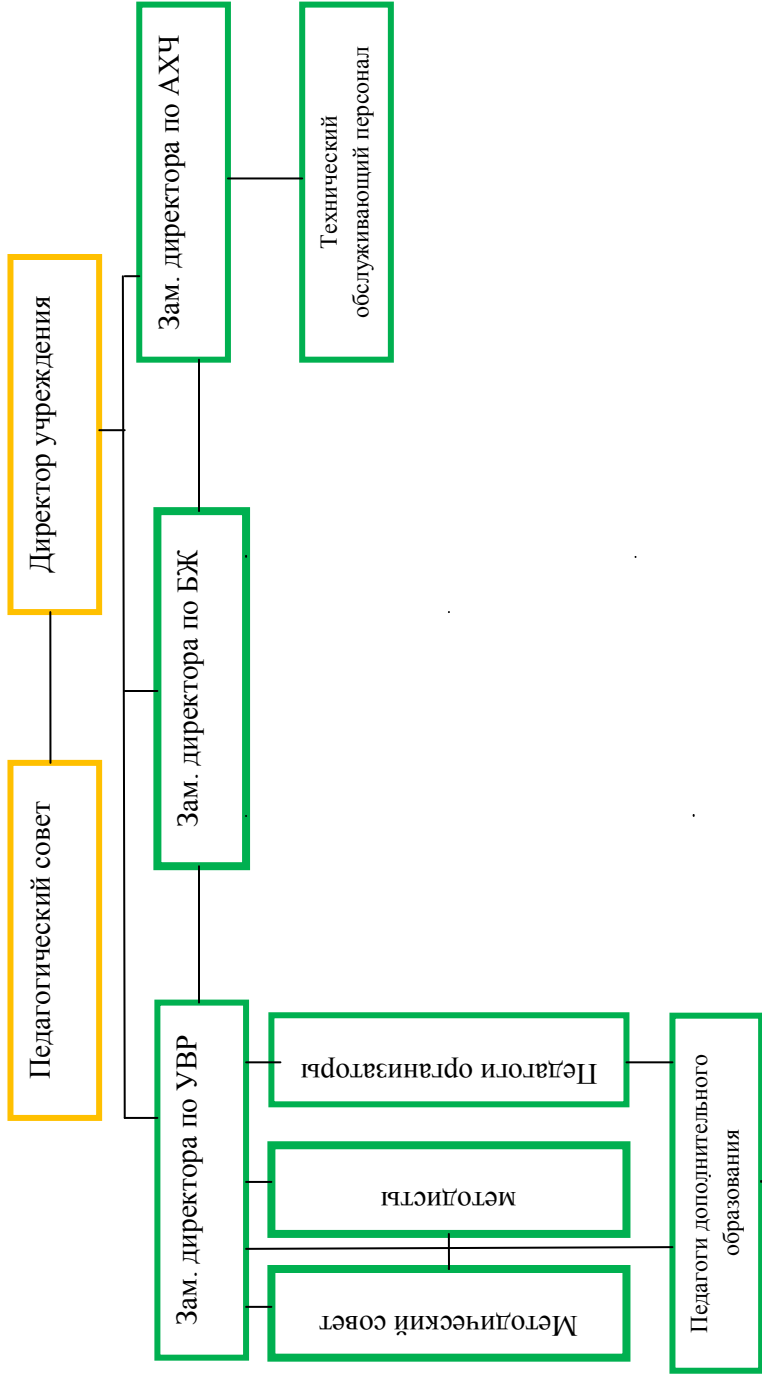 Педагогический совет
Директор учреждения
Зам. директора по УВР
Зам. директора по БЖ
Зам. директора по АХЧ
Методический совет
методисты
Педагоги организаторы
Технический
обслуживающий персонал
Педагоги дополнительного
образования